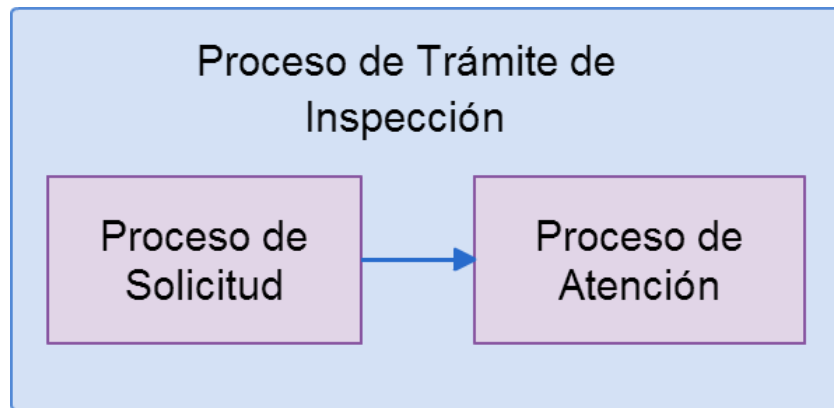 Proceso de Trámite de
Inspección
Proceso de
Solicitud
Proceso de
Atención